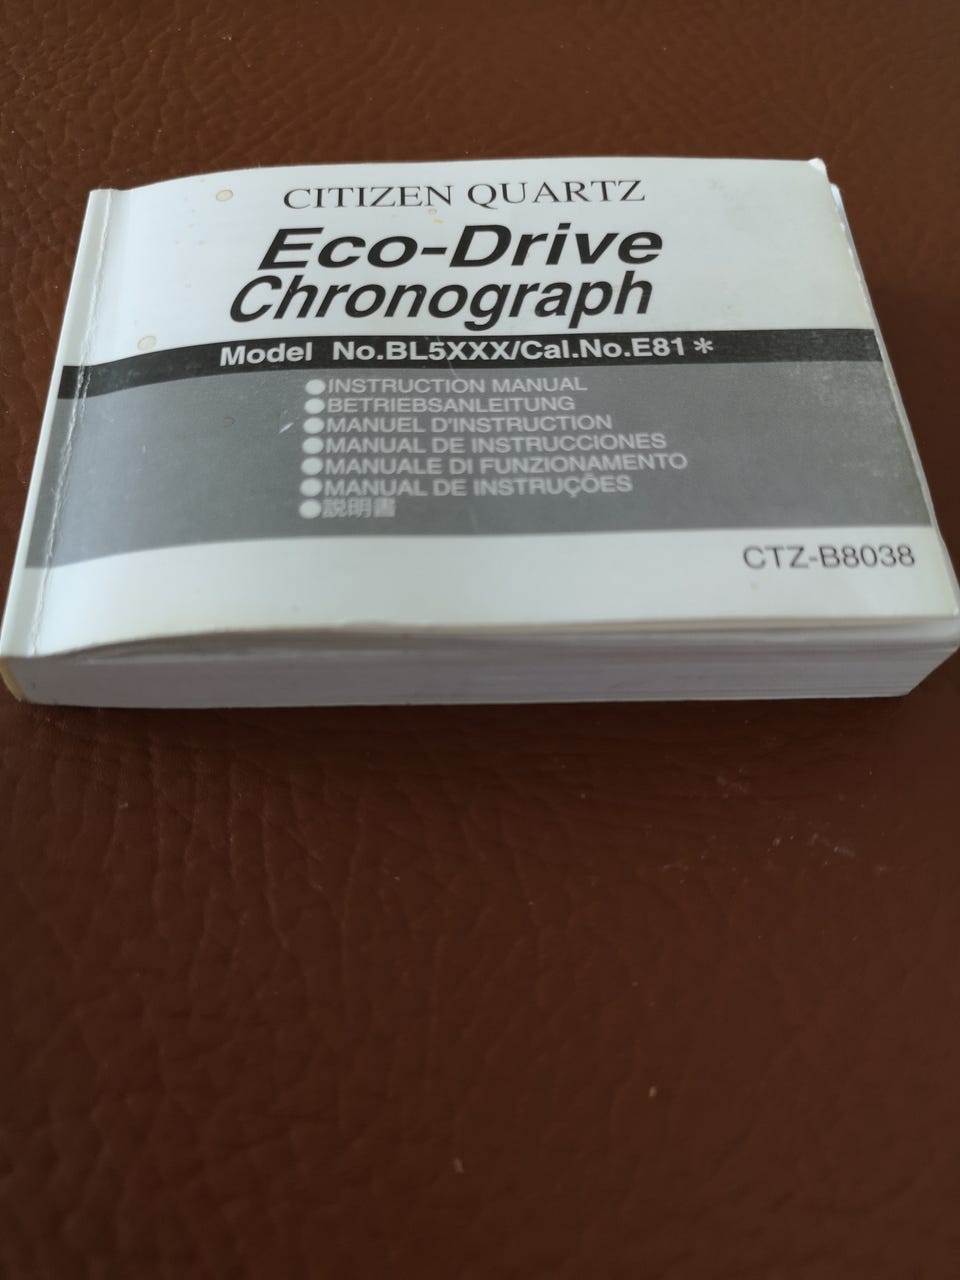 CITIZEN QUARTZ
Eco-Drive
Chronograph
Model No.BL5XXX/Cal.No.E81*
●INSTRUCTION MANUAL
●BETRIEBSANLEITUNG
●MANUEL D'INSTRUCTION
●MANUAL DE INSTRUCCIONES
●MANUALE DI FUNZIONAMENTO
●MANUAL DE INSTRUÇÕES
●説明書
CTZ-B8038